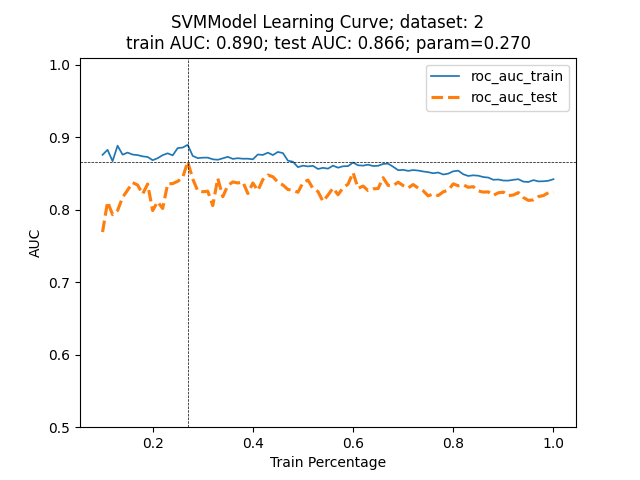 SVMModel Learning Curve; dataset: 2
train AUC: 0.890; test AUC: 0.866; param=0.270
roc_auc_train
roc_auc_test
1.0
0.9
0.8
0.7
0.6
0.5
AUC
0.2
0.4
0.6
0.8
1.0
Train Percentage